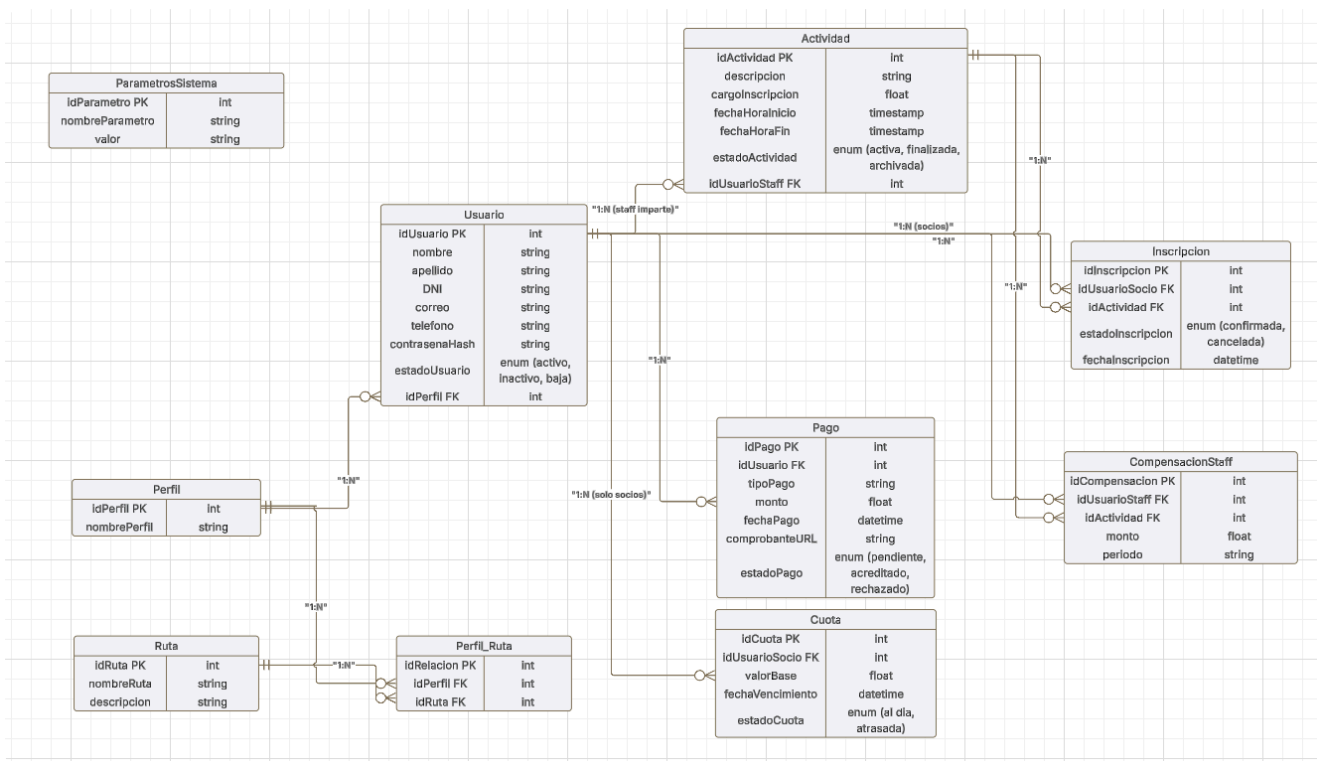 ParametrosSistema
idParametro PK int
nombreParametro string
valor string
Actividad
idActividad PK int
descripcion string
cargoInscripcion float
fechaHoraInicio timestamp
fechaHoraFin timestamp
estadoActividad enum (activa, finalizada,
archivada)
idUsuarioStaff FK int
"1:N"
"1:N (staff imparte)"
Usuario
idUsuario PK int
nombre string
apellido string
DNI string
correo string
telefono string
contrasenaHash string
estadoUsuario enum (activo,
inactivo, baja)
idPerfil FK int
"1:N (socios)"
"1:N"
Inscripcion
idInscripcion PK int
idUsuarioSocio FK int
idActividad FK int
estadoInscripcion enum (confirmada,
cancelada)
fechaInscripcion datetime
"1:N"
"1:N"
Pago
idPago PK int
idUsuario FK int
tipoPago string
monto float
fechaPago datetime
comprobanteURL string
estadoPago enum (pendiente,
acreditado,
rechazado)
CompensacionStaff
idCompensacion PK int
idUsuarioStaff FK int
idActividad FK int
monto float
periodo string
"1:N"
Perfil
idPerfil PK int
nombrePerfil string
"1:N (solo socios)"
"1:N"
Cuota
idCuota PK int
idUsuarioSocio FK int
valorBase float
fechaVencimiento datetime
estadoCuota enum (al dia,
atrasada)
Ruta
idRuta PK int
nombreRuta string
descripcion string
"1:N"
Perfil_Ruta
idRelacion PK int
idPerfil FK int
idRuta FK int